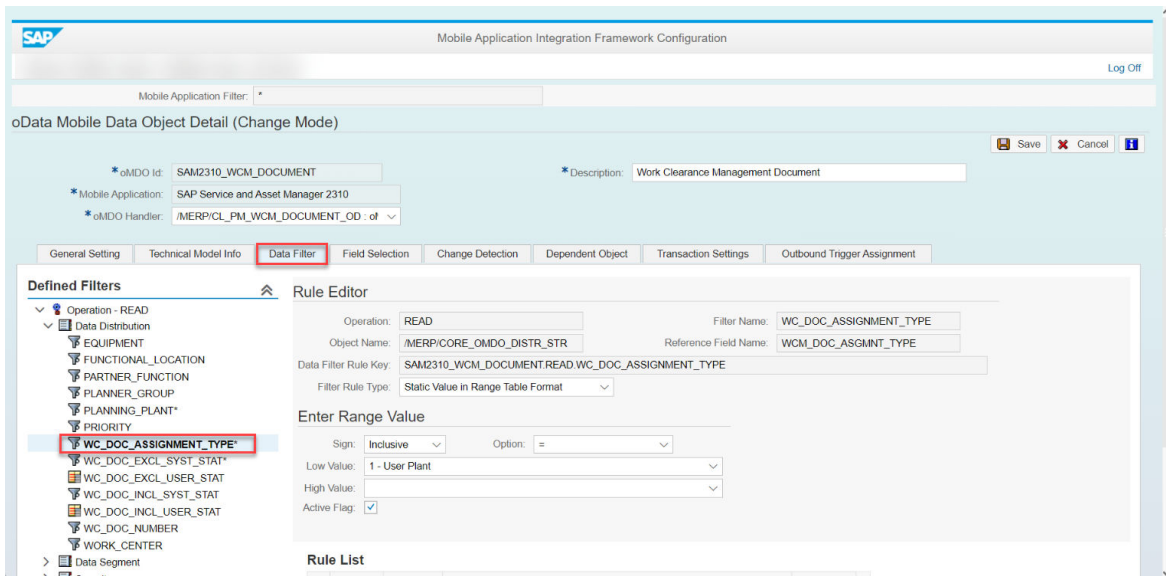 SAP
Mobile Application Integration Framework Configuration
Log Off
Mobile Application Filter: *
oData Mobile Data Object Detail (Change Mode)
Save Cancel
* oMDO Id: SAM2310_WCM_DOCUMENT * Description: Work Clearance Management Document
* Mobile Application: SAP Service and Asset Manager 2310
* oMDO Handler: /MERP/CL_PM_WCM_DOCUMENT_OD : of
General Setting Technical Model Info Data Filter Field Selection Change Detection Dependent Object Transaction Settings Outbound Trigger Assignment
Defined Filters
Operation - READ
Data Distribution
EQUIPMENT
FUNCTIONAL_LOCATION
PARTNER_FUNCTION
PLANNER_GROUP
PLANNING_PLANT*
PRIORITY
WC_DOC_ASSIGNMENT_TYPE*
WC_DOC_EXCL_SYST_STAT*
WC_DOC_EXCL_USER_STAT
WC_DOC_INCL_SYST_STAT
WC_DOC_INCL_USER_STAT
WC_DOC_NUMBER
WORK_CENTER
Data Segment
Rule Editor
Operation: READ Filter Name: WC_DOC_ASSIGNMENT_TYPE
Object Name: /MERP/CORE_OMDO_DISTR_STR Reference Field Name: WCM_DOC_ASGMNT_TYPE
Data Filter Rule Key: SAM2310_WCM_DOCUMENT.READ.WC_DOC_ASSIGNMENT_TYPE
Filter Rule Type: Static Value in Range Table Format
Enter Range Value
Sign: Inclusive Option: =
Low Value: 1 - User Plant
High Value:
Active Flag:
Rule List